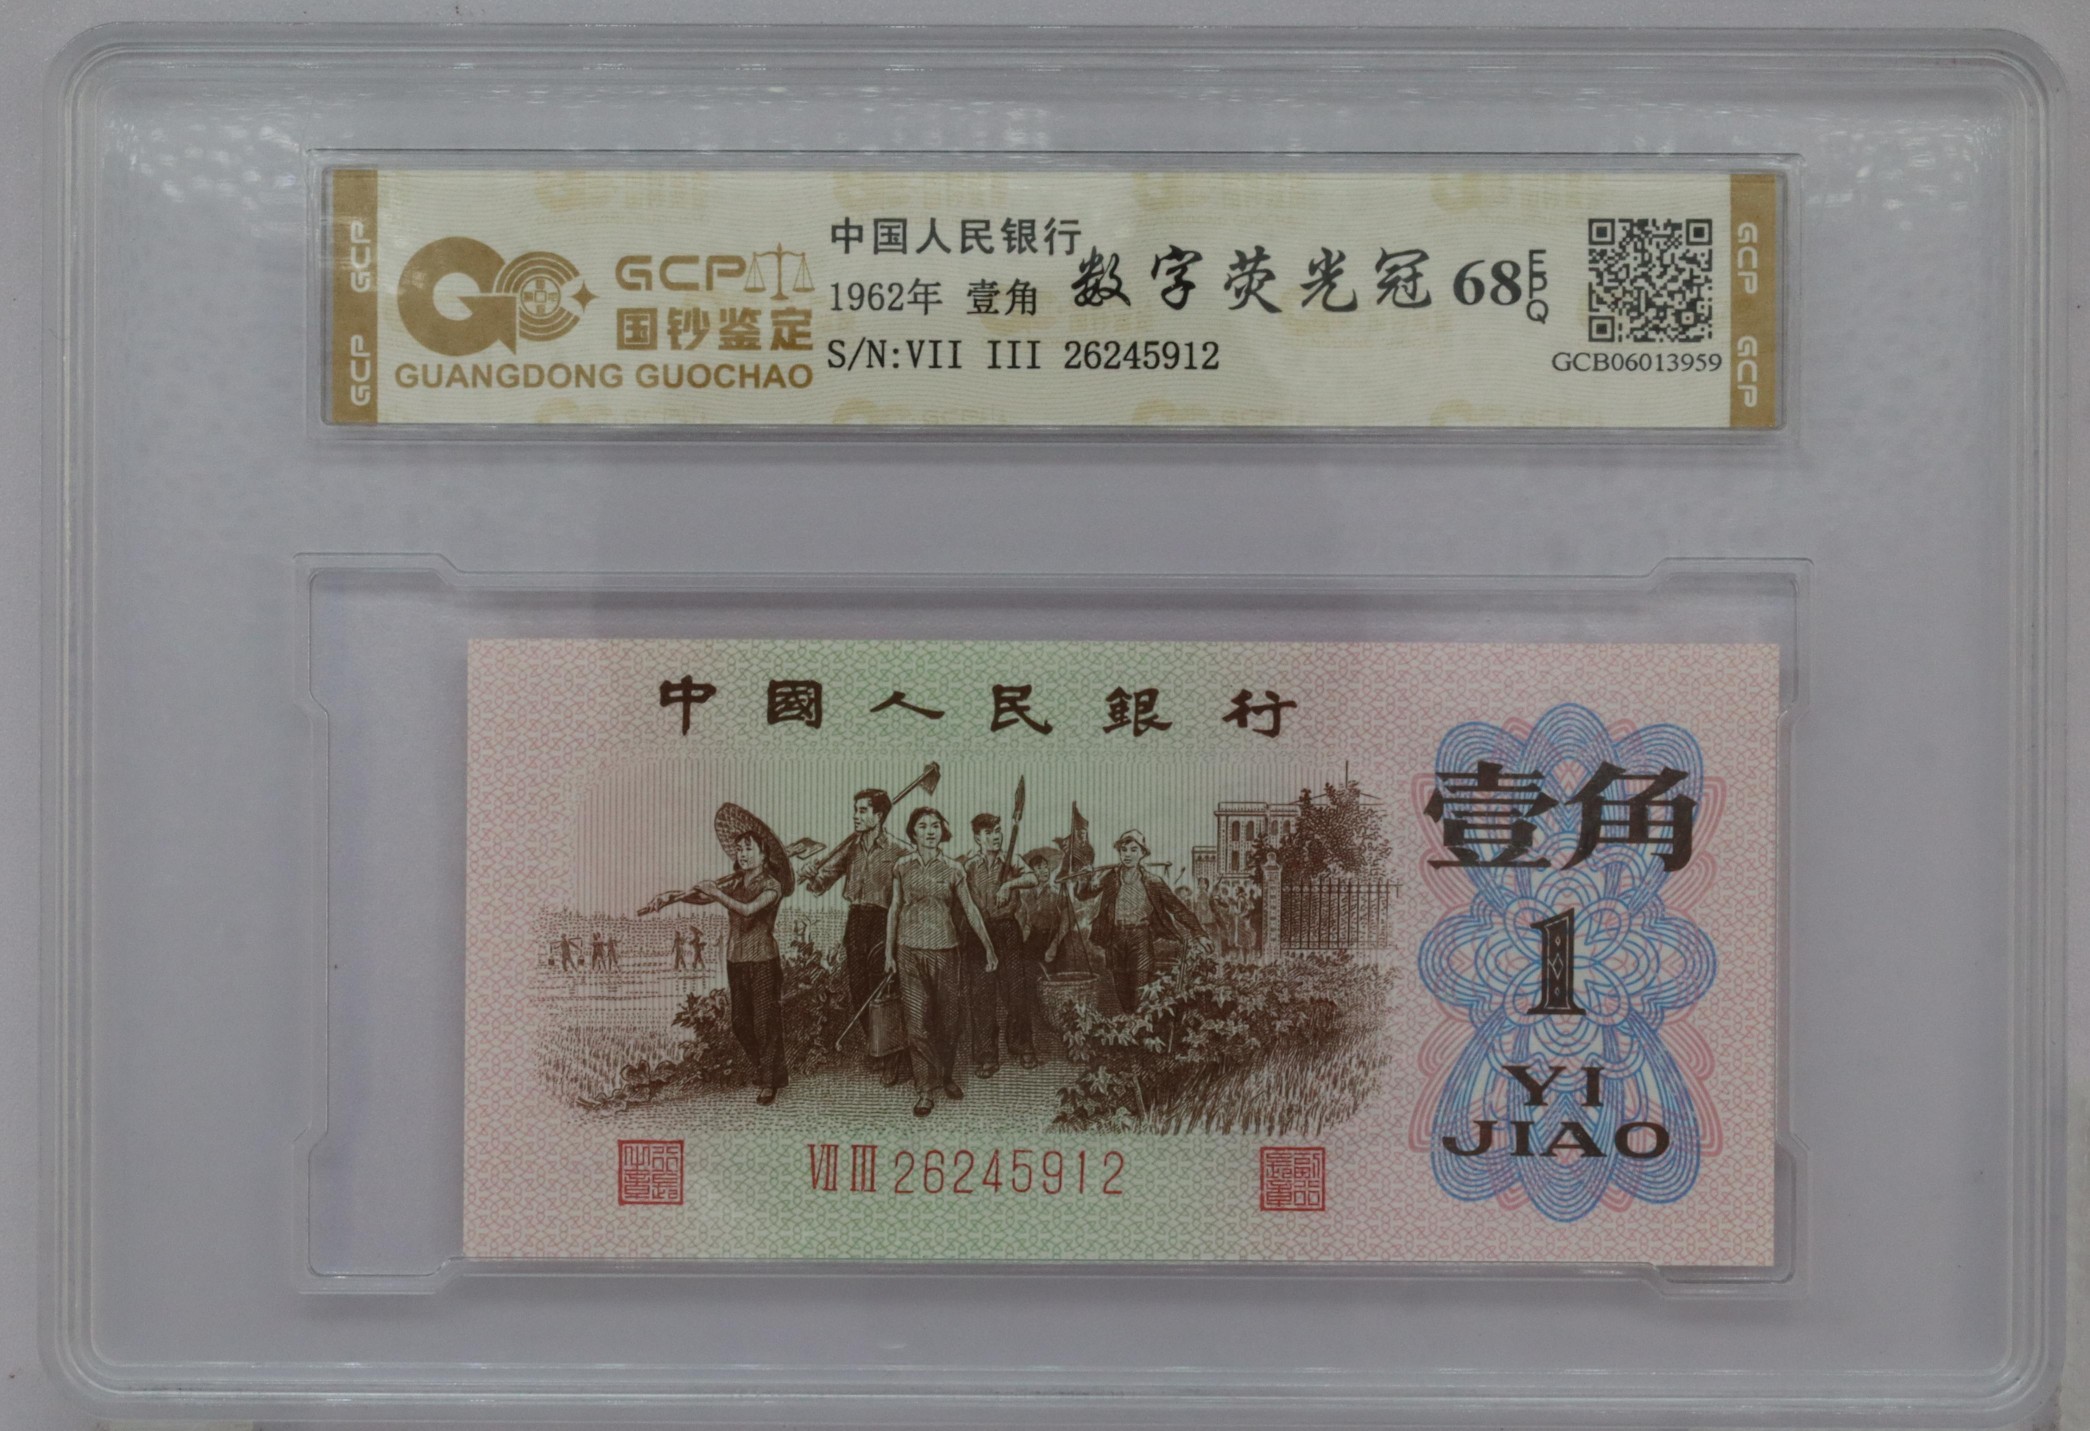 GCP
GCP
GCP
国钞鉴定
GUANGDONG GUOCHAO
中国人民银行
1962年 壹角
S/N:VII III 26245912
数字荧光冠 68 EPQ
GCB06013959
GCP
GCP
中國人民銀行
壹角
1
YI
JIAO
VII III 26245912